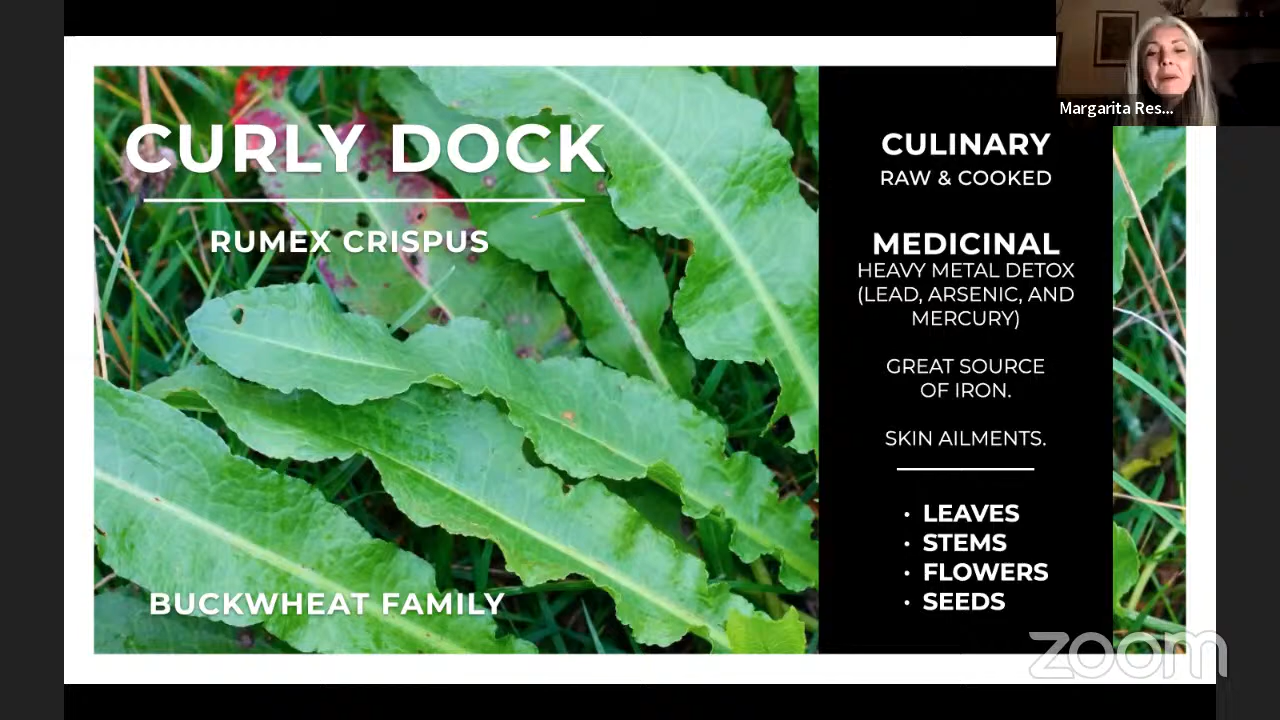 CURLY DOCK
RUMEX CRISPUS
BUCKWHEAT FAMILY
CULINARY
RAW & COOKED
MEDICINAL
HEAVY METAL DETOX
(LEAD, ARSENIC, AND
MERCURY)
GREAT SOURCE
OF IRON.
SKIN AILMENTS.
• LEAVES
• STEMS
• FLOWERS
• SEEDS
Margarita Res...
zoom